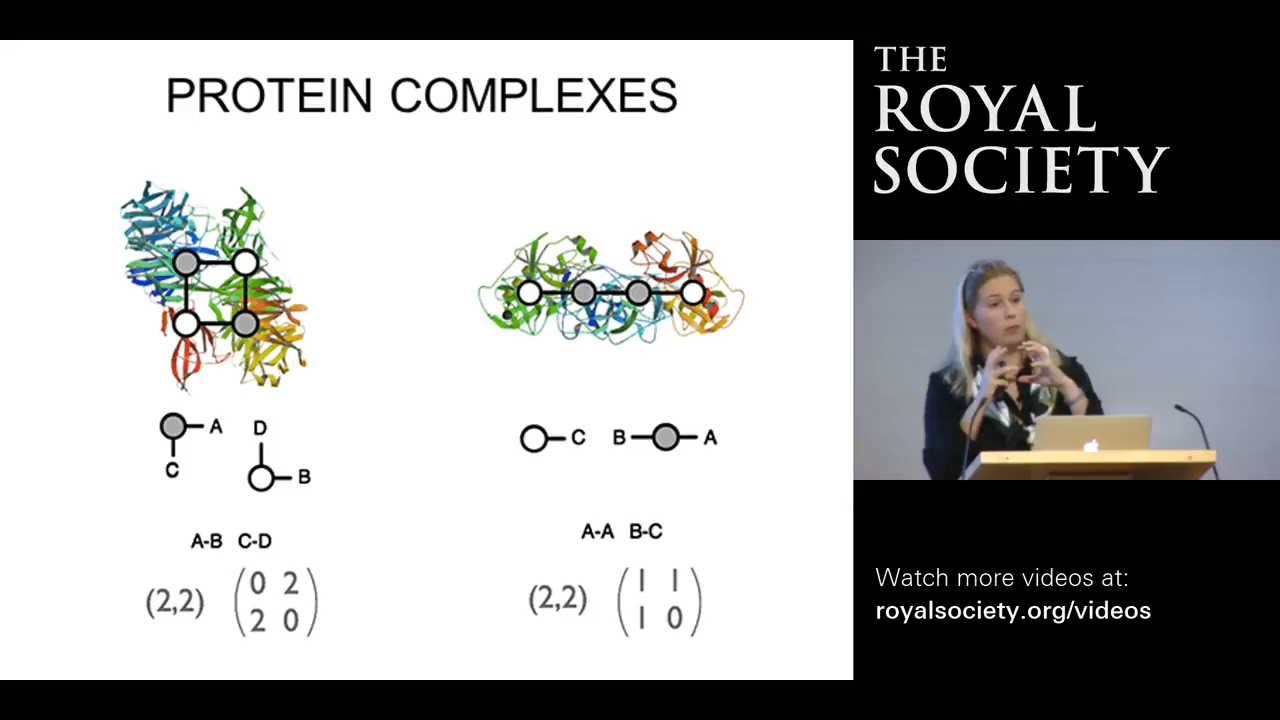 PROTEIN COMPLEXES
A
C
D
B
A-B C-D
(2,2) (0 2
2 0)
C B A
A-A B-C
(2,2) (1 1
1 0)
THE
ROYAL
SOCIETY
Watch more videos at:
royalsociety.org/videos